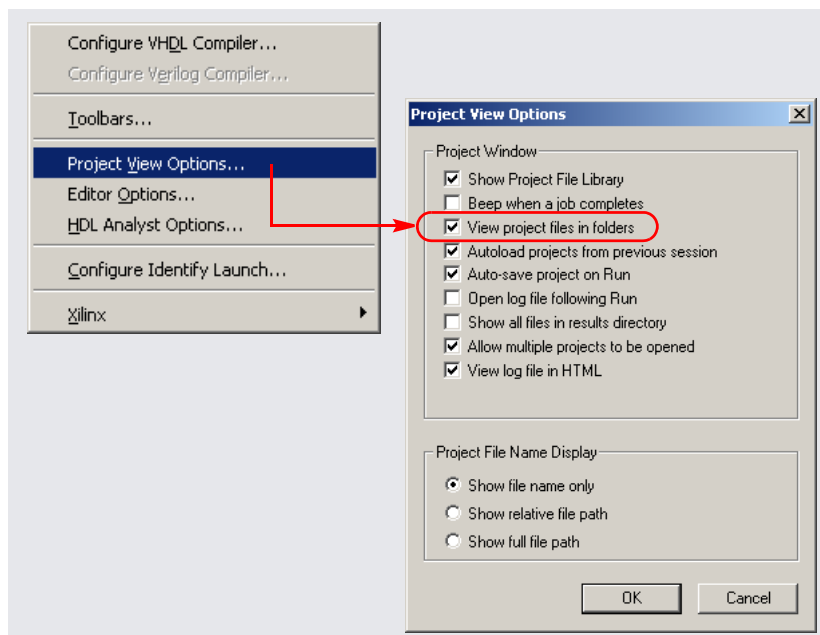 Configure VHDL Compiler...
Configure Verilog Compiler...
Toolbars...
Project View Options...
Editor Options...
HDL Analyst Options...
Configure Identify Launch...
Xilinx
Project View Options
Project Window
Show Project File Library
Beep when a job completes
View project files in folders
Autoload projects from previous session
Auto-save project on Run
Open log file following Run
Show all files in results directory
Allow multiple projects to be opened
View log file in HTML
Project File Name Display
Show file name only
Show relative file path
Show full file path
OK
Cancel